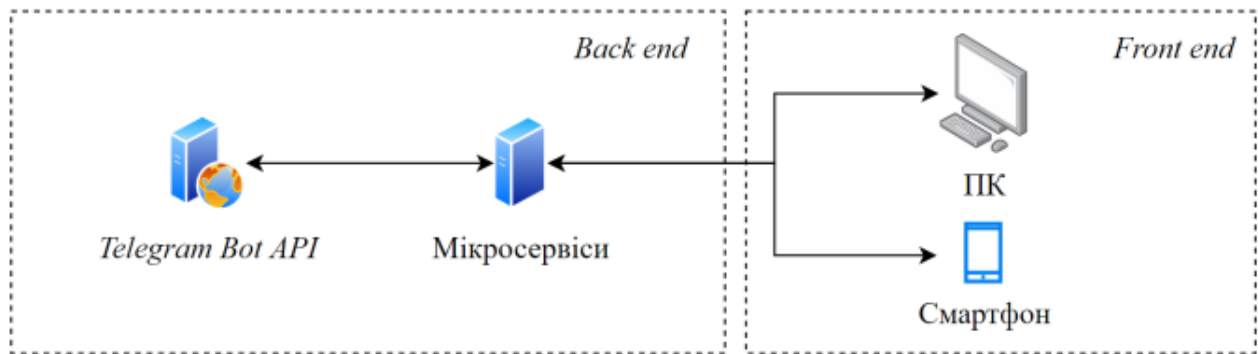 Back end
Telegram Bot API
Мікросервіси
Front end
ПК
Смартфон